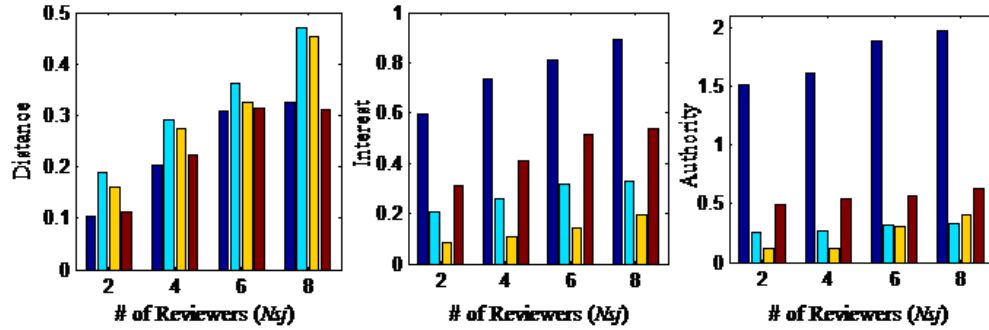 0.5
0.4
0.3
0.2
0.1
0
Distance
2 4 6 8
# of Reviewers (Nsj)
1
0.8
0.6
0.4
0.2
0
Interest
2 4 6 8
# of Reviewers (Nsj)
2
1.5
1
0.5
0
Authority
2 4 6 8
# of Reviewers (Nsj)